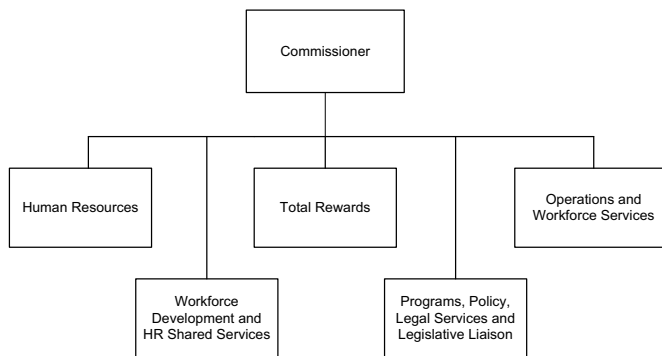 Commissioner
Human Resources
Total Rewards
Operations and
Workforce Services
Workforce
Development and
HR Shared Services
Programs, Policy,
Legal Services and
Legislative Liaison